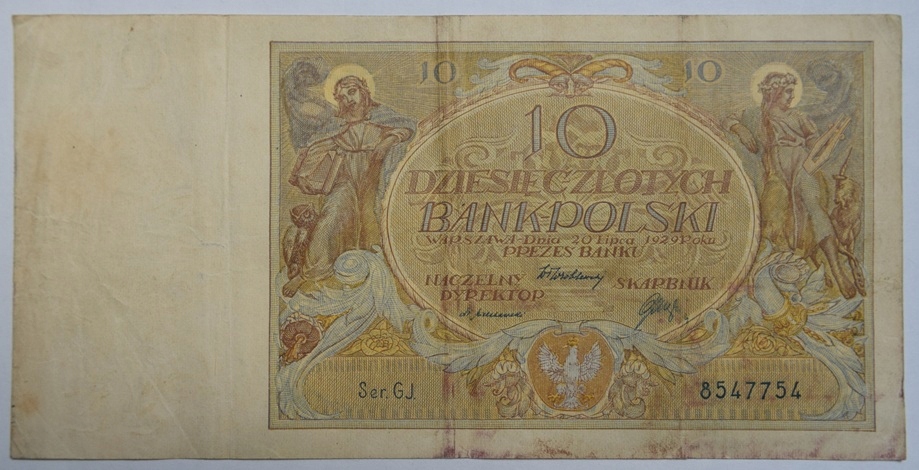 10 10
10
DZIESIĘĆ ZŁOTYCH
BANK POLSKI
WARSZAWA-Dnia 20 lipca 1929 Roku
PREZES BANKU
NACZELNY SKARBNIK
DYREKTOR
Ser. GJ. 8547754